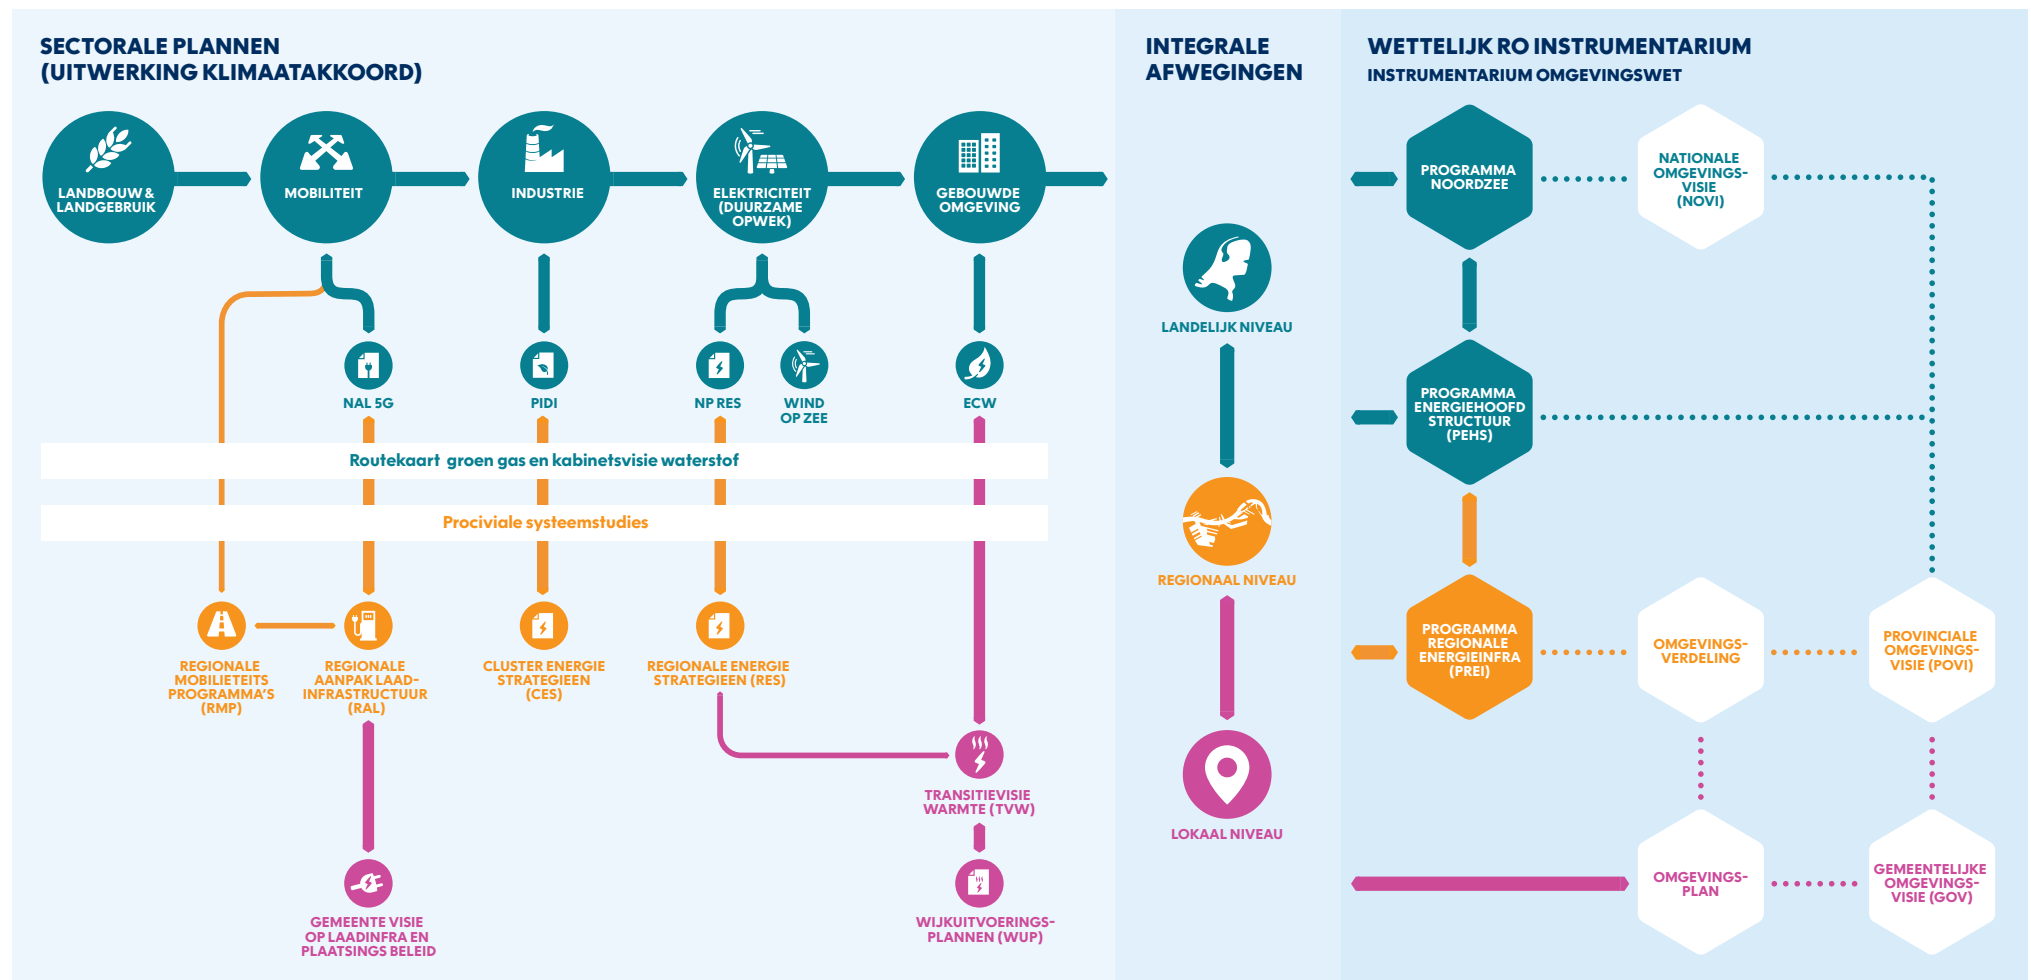 SECTORALE PLANNEN
(UITWERKING KLIMAATAKKOORD)
LANDBOUW &
LANDGEBRUIK
MOBILITEIT
INDUSTRIE
ELEKTRICITEIT
(DUURZAME
OPWEK)
GEBOUWDE
OMGEVING
NAL 5G
PIDI
NP RES
WIND
OP ZEE
ECW
Routekaart groen gas en kabinetsvisie waterstof
Prociviale systeemstudies
REGIONALE
MOBILIETEITS
PROGRAMMA'S
(RMP)
REGIONALE
AANPAK LAAD-
INFRASTRUCTUUR
(RAL)
CLUSTER ENERGIE
STRATEGIEEN
(CES)
REGIONALE ENERGIE
STRATEGIEEN (RES)
TRANSITIEVISIE
WARMTE (TVW)
GEMEENTE VISIE
OP LAADINFRA EN
PLAATSINGS BELEID
WIJKUITVOERINGS-
PLANNEN (WUP)
INTEGRALE
AFWEGINGEN
LANDELIJK NIVEAU
REGIONAAL NIVEAU
LOKAAL NIVEAU
WETTELIJK RO INSTRUMENTARIUM
INSTRUMENTARIUM OMGEVINGSWET
PROGRAMMA
NOORDZEE
NATIONALE
OMGEVINGS-
VISIE
(NOVI)
PROGRAMMA
ENERGIEHOOFD
STRUCTUUR
(PEHS)
PROGRAMMA
REGIONALE
ENERGIEINFRA
(PREI)
OMGEVINGS-
VERDELING
PROVINCIALE
OMGEVINGS-
VISIE (POVI)
OMGEVINGS-
PLAN
GEMEENTELIJKE
OMGEVINGS-
VISIE (GOV)